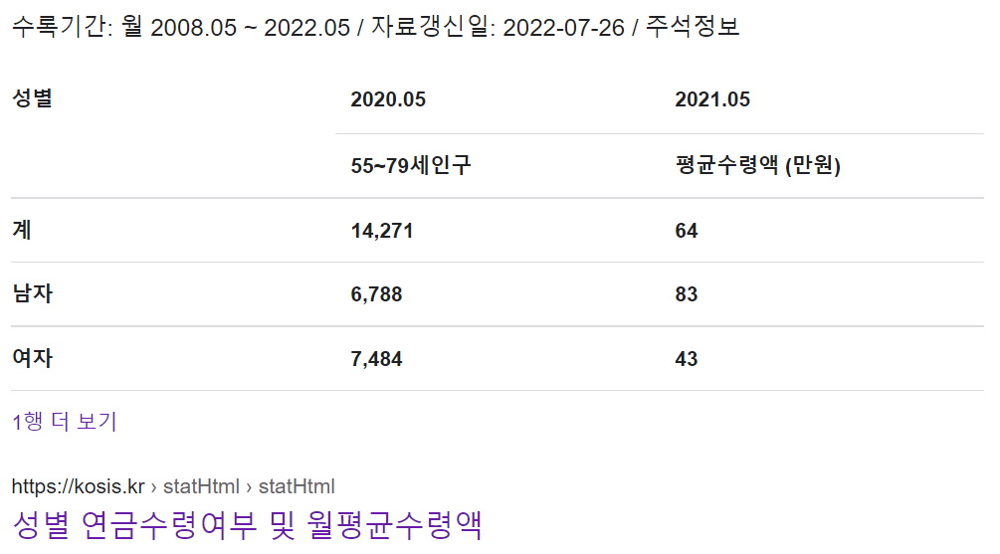 수록기간: 월 2008.05 ~ 2022.05 / 자료갱신일: 2022-07-26 / 주석정보
성별 2020.05 2021.05
55~79세인구 평균수령액 (만원)
계 14,271 64
남자 6,788 83
여자 7,484 43
1행 더 보기
https://kosis.kr › statHtml › statHtml
성별 연금수령여부 및 월평균수령액